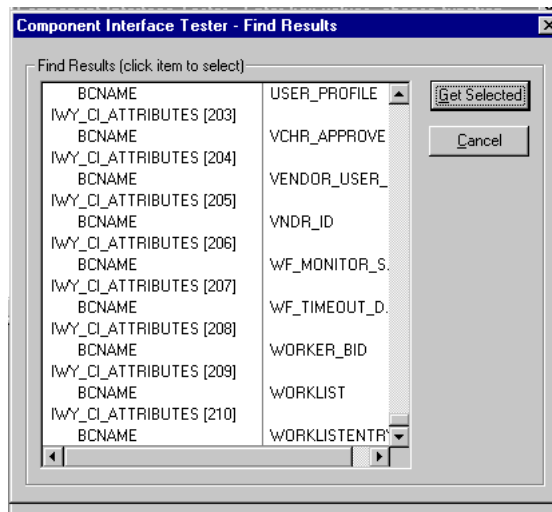 Component Interface Tester - Find Results
Find Results (click item to select)
BCNAME USER_PROFILE
IWY_CI_ATTRIBUTES [203]
BCNAME VCHR_APPROVE
IWY_CI_ATTRIBUTES [204]
BCNAME VENDOR_USER_
IWY_CI_ATTRIBUTES [205]
BCNAME VNDR_ID
IWY_CI_ATTRIBUTES [206]
BCNAME WF_MONITOR_S.
IWY_CI_ATTRIBUTES [207]
BCNAME WF_TIMEOUT_D.
IWY_CI_ATTRIBUTES [208]
BCNAME WORKER_BID
IWY_CI_ATTRIBUTES [209]
BCNAME WORKLIST
IWY_CI_ATTRIBUTES [210]
BCNAME WORKLISTENTRY
Get Selected
Cancel